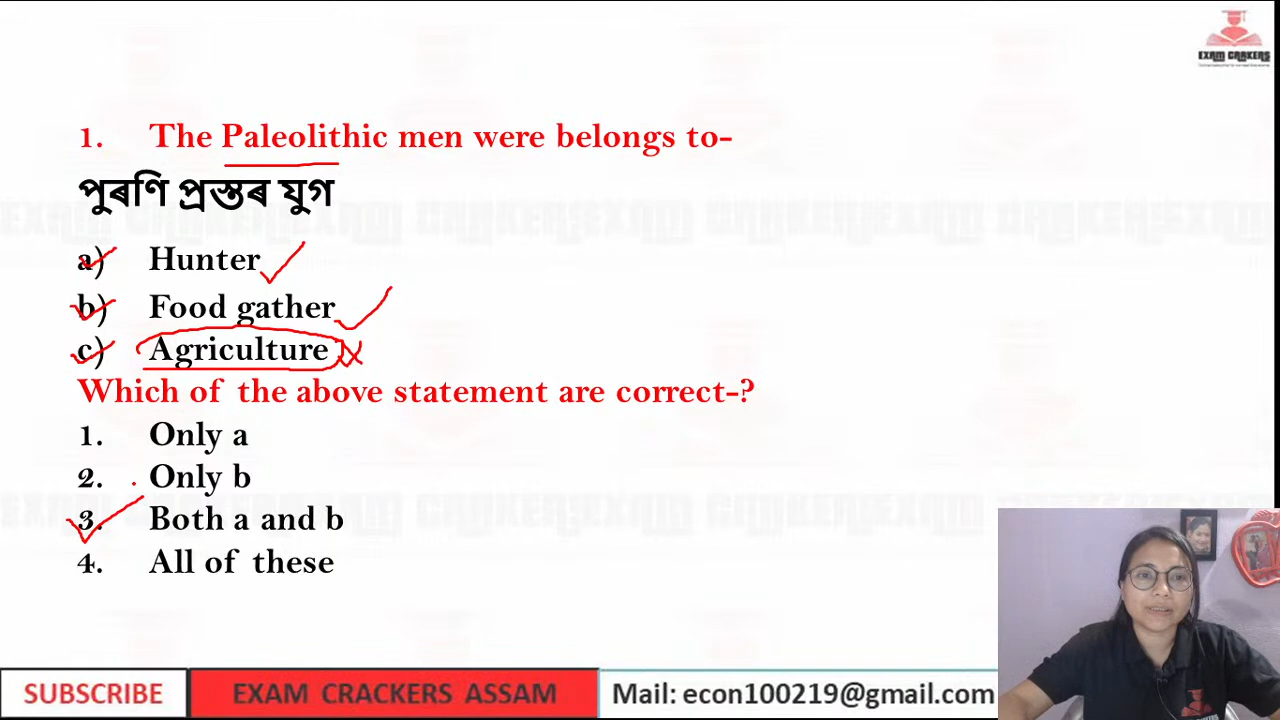 EXAM CRAKERS
1. The Paleolithic men were belongs to-
পুৰণি প্ৰস্তৰ যুগ
a) Hunter
b) Food gather
c) Agriculture
Which of the above statement are correct-?
1. Only a
2. Only b
3. Both a and b
4. All of these
SUBSCRIBE EXAM CRACKERS ASSAM Mail: econ100219@gmail.com